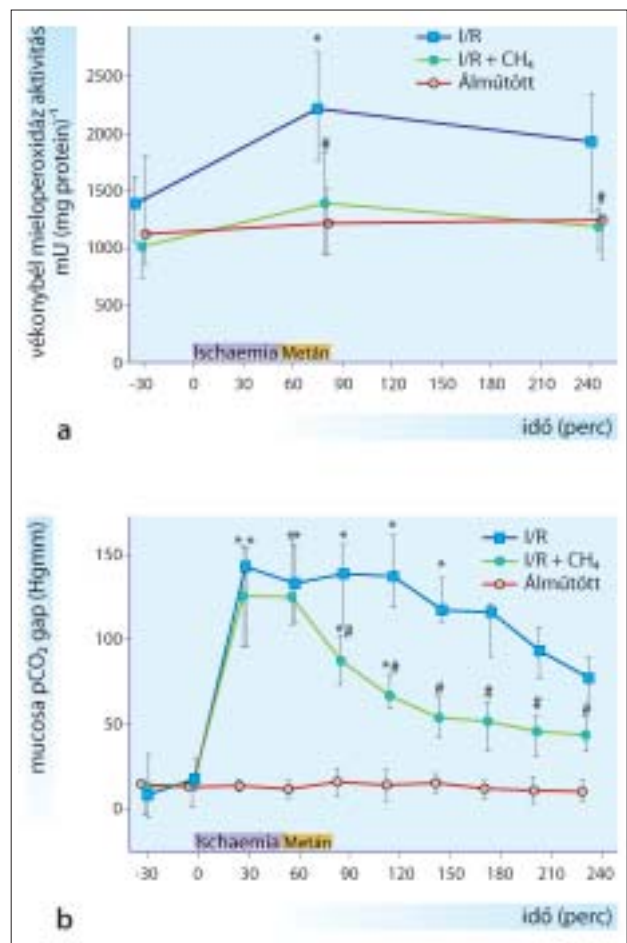 vékonybél mieloperoxidáz aktivitás
mU (mg protein)⁻¹
2500
2000
1500
1000
500
0
* I/R
I/R + CH₄
Álműtött
*
#
#
Ischaemia Metán
-30 0 30 60 90 120 150 180 210 240
a
idő (perc)
mucosa pCO₂ gap (Hgmm)
150
100
50
0
I/R
I/R + CH₄
Álműtött
** ** * * *
*# *# # # # #
Ischaemia Metán
-30 0 30 60 90 120 150 180 210 240
b
idő (perc)